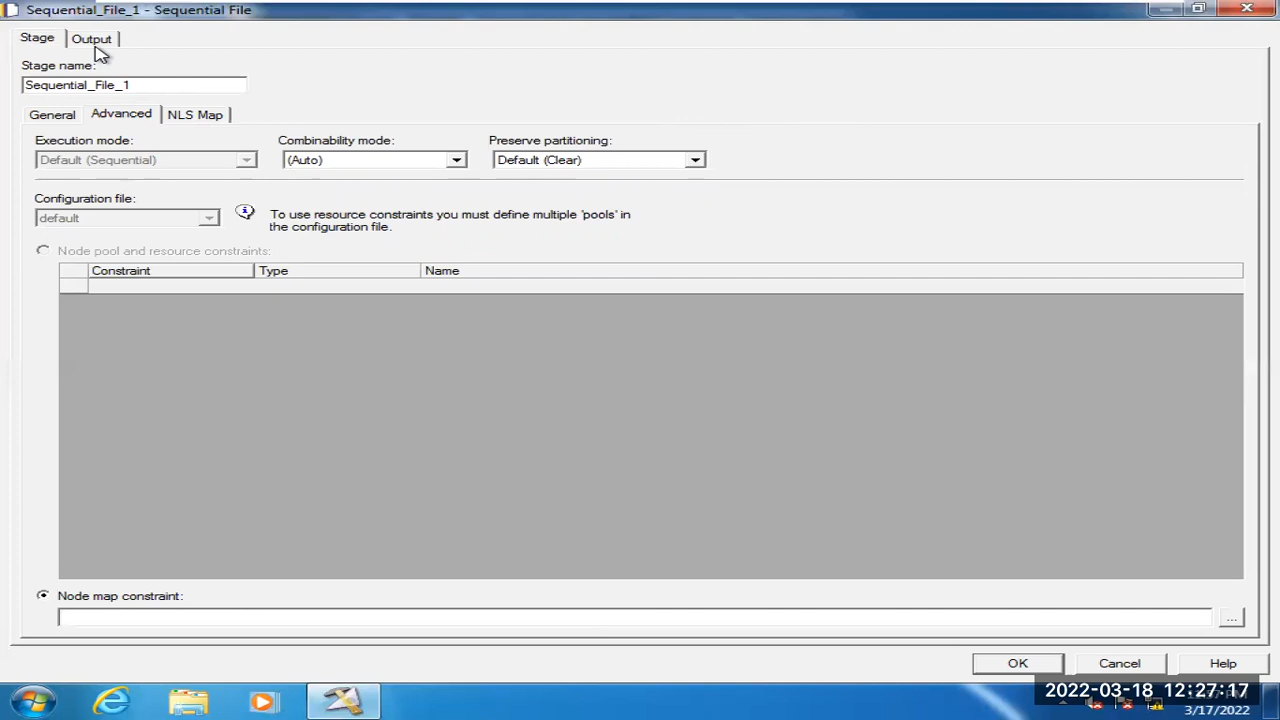 Sequential_File_1 - Sequential File
Stage
Output
Stage name:
Sequential_File_1
General
Advanced
NLS Map
Execution mode:
Combinability mode:
Preserve partitioning:
Default (Sequential)
(Auto)
Default (Clear)
Configuration file:
default
To use resource constraints you must define multiple 'pools' in
the configuration file.
Node pool and resource constraints:
Constraint
Type
Name
Node map constraint:
...
OK
Cancel
Help
2022-03-18 12:27:17
3/17/2022